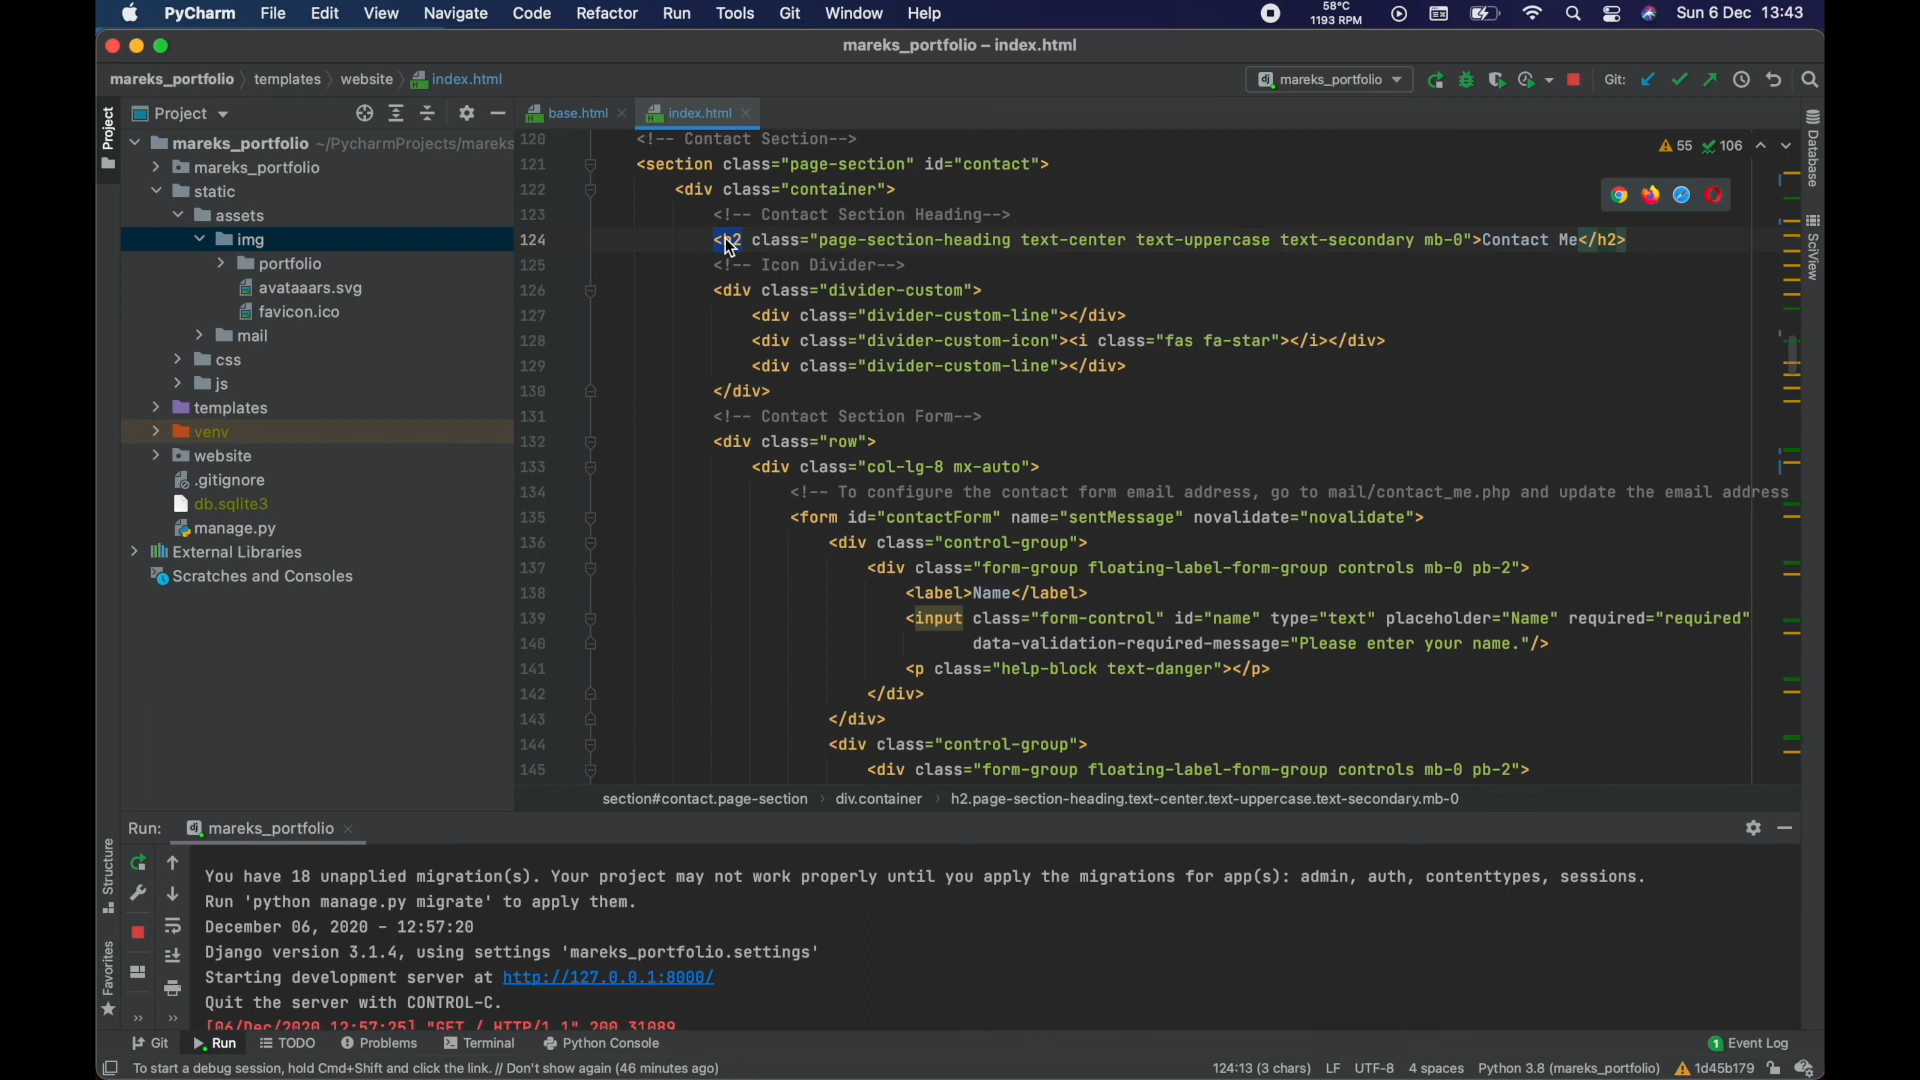 PyCharm File Edit View Navigate Code Refactor Run Tools Git Window Help 58°C 1193 RPM Sun 6 Dec 13:43
mareks_portfolio – index.html
mareks_portfolio templates website index.html mareks_portfolio Git:
Project
Project base.html index.html
mareks_portfolio ~/PycharmProjects/mareks
mareks_portfolio
static
assets
img
portfolio
avataaars.svg
favicon.ico
mail
css
js
templates
venv
website
.gitignore
db.sqlite3
manage.py
External Libraries
Scratches and Consoles
55 106
120 <!-- Contact Section-->
121 <section class="page-section" id="contact">
122 <div class="container">
123 <!-- Contact Section Heading-->
124 <h2 class="page-section-heading text-center text-uppercase text-secondary mb-0">Contact Me</h2>
125 <!-- Icon Divider-->
126 <div class="divider-custom">
127 <div class="divider-custom-line"></div>
128 <div class="divider-custom-icon"><i class="fas fa-star"></i></div>
129 <div class="divider-custom-line"></div>
130 </div>
131 <!-- Contact Section Form-->
132 <div class="row">
133 <div class="col-lg-8 mx-auto">
134 <!-- To configure the contact form email address, go to mail/contact_me.php and update the email address
135 <form id="contactForm" name="sentMessage" novalidate="novalidate">
136 <div class="control-group">
137 <div class="form-group floating-label-form-group controls mb-0 pb-2">
138 <label>Name</label>
139 <input class="form-control" id="name" type="text" placeholder="Name" required="required"
140 data-validation-required-message="Please enter your name."/>
141 <p class="help-block text-danger"></p>
142 </div>
143 </div>
144 <div class="control-group">
145 <div class="form-group floating-label-form-group controls mb-0 pb-2">
section#contact.page-section div.container h2.page-section-heading.text-center.text-uppercase.text-secondary.mb-0
Database
SciView
Run: mareks_portfolio
Structure
Favorites
You have 18 unapplied migration(s). Your project may not work properly until you apply the migrations for app(s): admin, auth, contenttypes, sessions.
Run 'python manage.py migrate' to apply them.
December 06, 2020 - 12:57:20
Django version 3.1.4, using settings 'mareks_portfolio.settings'
Starting development server at http://127.0.0.1:8000/
Quit the server with CONTROL-C.
[06/Dec/2020 12:57:25] "GET / HTTP/1.1" 200 31089
Git Run TODO Problems Terminal Python Console 1 Event Log
To start a debug session, hold Cmd+Shift and click the link. // Don't show again (46 minutes ago) 124:13 (3 chars) LF UTF-8 4 spaces Python 3.8 (mareks_portfolio) 1d45b179